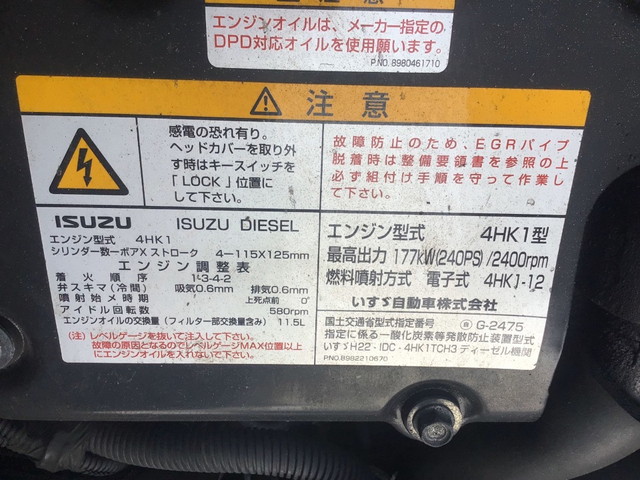 エンジンオイルは、メーカー指定の
DPD対応オイルを使用願います。
P.NO. 8980461710
注意
感電の恐れ有り。
ヘッドカバーを取り外
す時はキースイッチを
「LOCK」位置に
して下さい。
故障防止のため、EGRパイプ
脱着時は整備要領書を参照の上
必ず組付け手順を守って作業し
て下さい。
ISUZU ISUZU DIESEL
エンジン型式 4HK1
シリンダー数ーボアX ストローク 4ー115X125mm
エンジン調整表
着火順序 1-3-4-2
弁スキマ(冷間) 吸気0.6mm 排気0.6mm
噴射始メ時期 上死点前 0°
アイドル回転数 580rpm
エンジンオイルの交換量(フィルター部交換量含み) 11.5L
(注)レベルゲージを抜いて注入して下さい。
故障の原因となるのでレベルゲージMAX位置以上
にエンジンオイルを入れないで下さい。
エンジン型式 4HK1型
最高出力 177kW(240PS)/2400rpm
燃料噴射方式 電子式 4HK1-1,2
いすゞ自動車株式会社
国土交通省型式指定番号 G-2475
指定に係る一酸化炭素等発散防止装置型式
いすゞH22・IDC・4HK1TCH3 ディーゼル機関
P.NO.8982210670